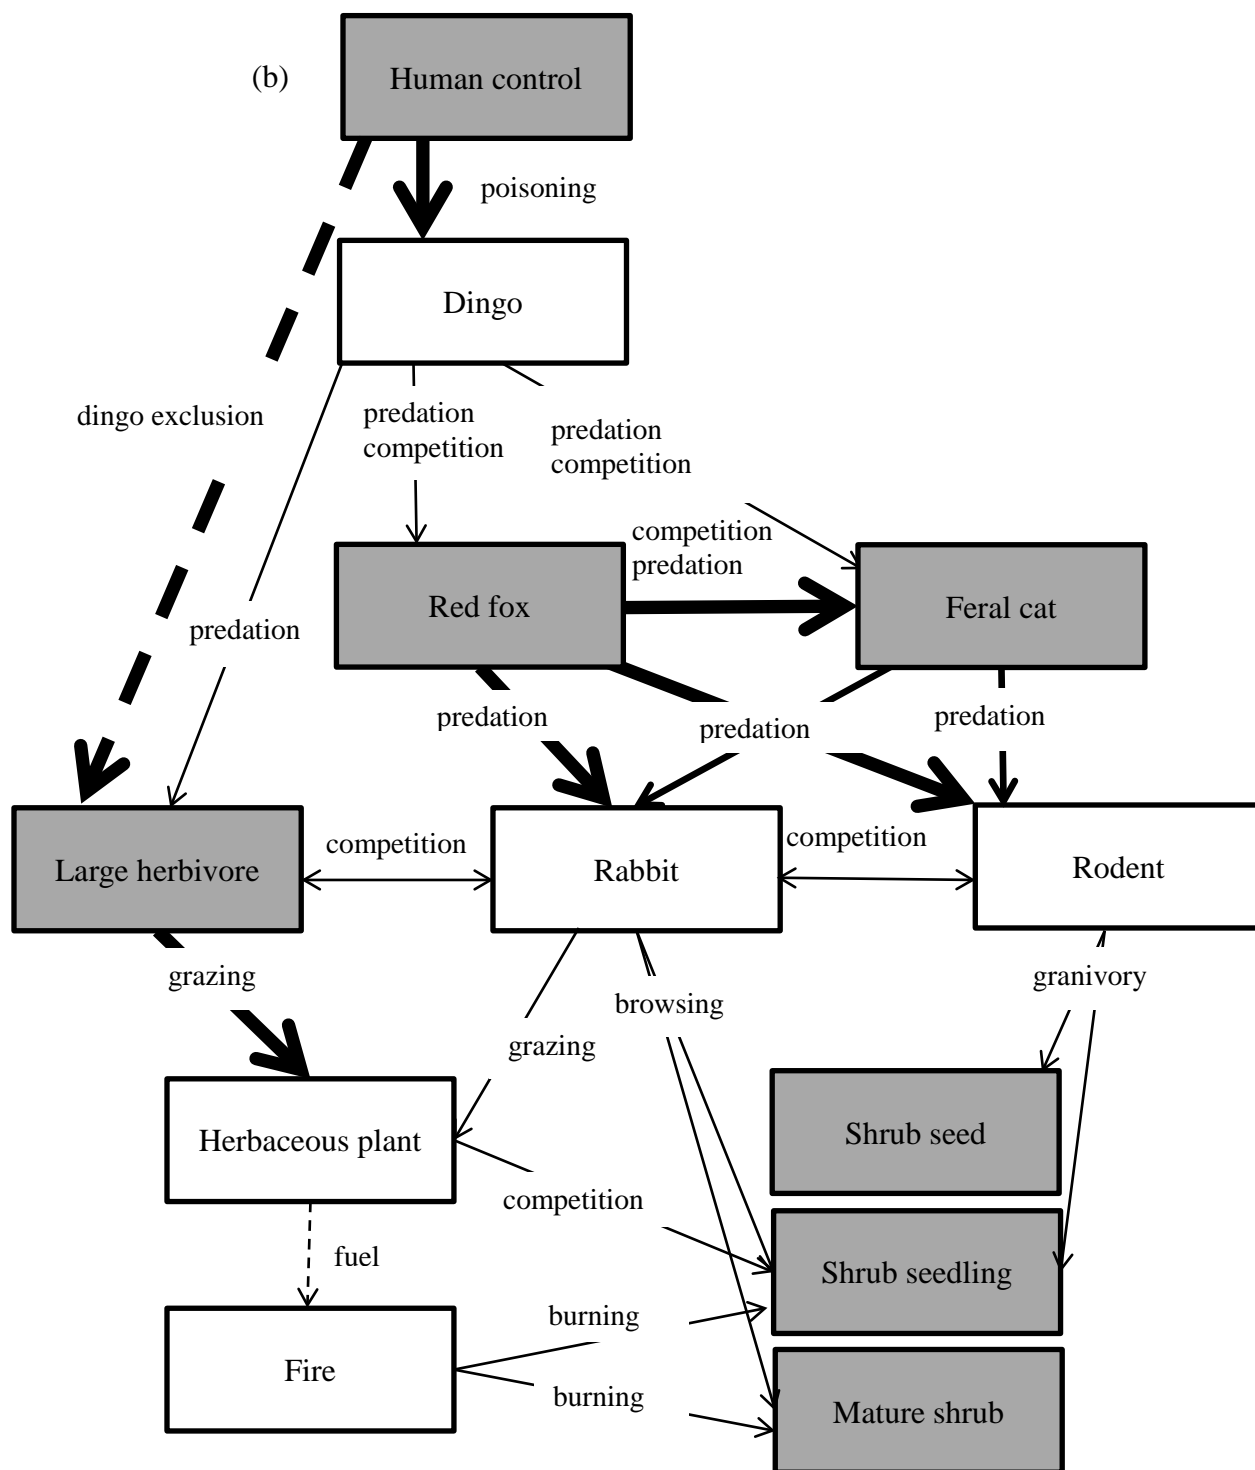 (b)
Human control
poisoning
Dingo
dingo exclusion
predation
competition
predation
competition
competition
predation
Red fox
Feral cat
predation
predation
predation
predation
Large herbivore
competition
Rabbit
competition
Rodent
grazing
browsing
granivory
grazing
Herbaceous plant
Shrub seed
competition
fuel
Shrub seedling
burning
Fire
burning
Mature shrub